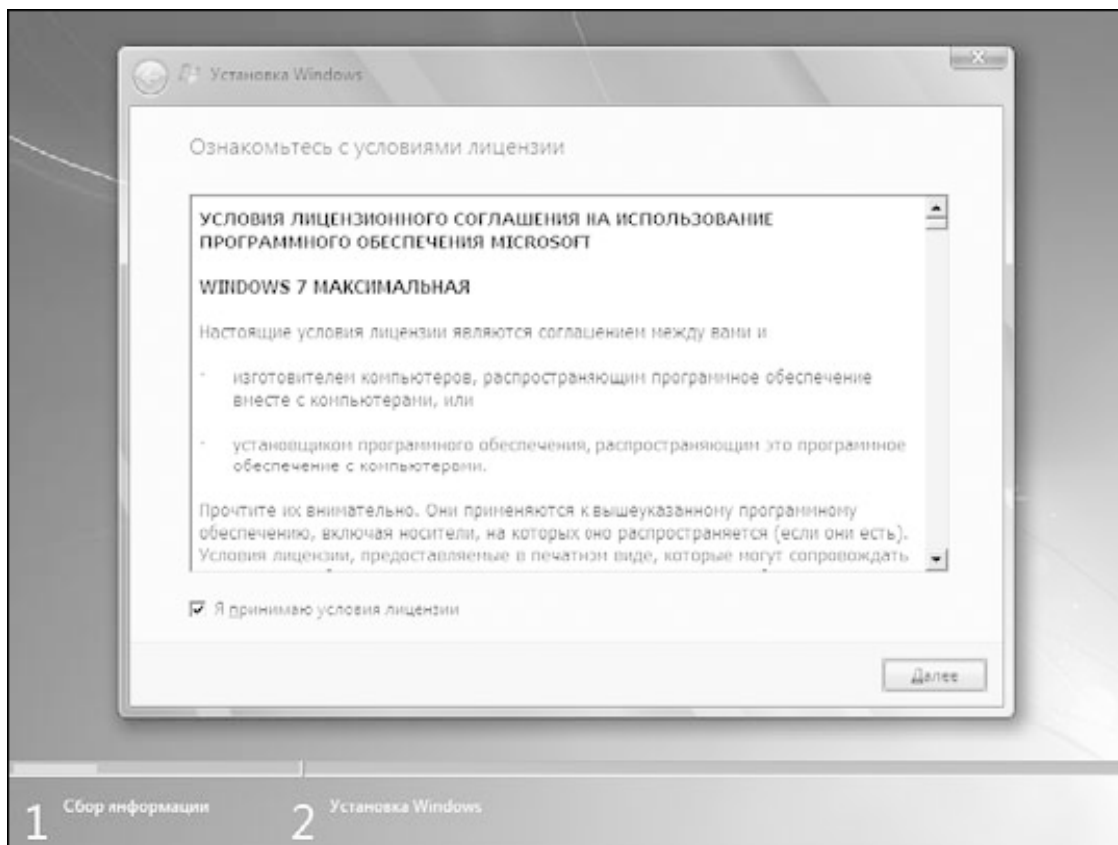 Установка Windows
Ознакомьтесь с условиями лицензии
УСЛОВИЯ ЛИЦЕНЗИОННОГО СОГЛАШЕНИЯ НА ИСПОЛЬЗОВАНИЕ
ПРОГРАММНОГО ОБЕСПЕЧЕНИЯ MICROSOFT
WINDOWS 7 МАКСИМАЛЬНАЯ
Настоящие условия лицензии являются соглашением между вами и
· изготовителем компьютеров, распространяющим программное обеспечение
вместе с компьютерами, или
· установщиком программного обеспечения, распространяющим это программное
обеспечение с компьютерами.
Прочтите их внимательно. Они применяются к вышеуказанному программному
обеспечению, включая носители, на которых оно распространяется (если они есть).
Условия лицензии, предоставляемые в печатном виде, которые могут сопровождать
Я принимаю условия лицензии
Далее
1 Сбор информации
2 Установка Windows